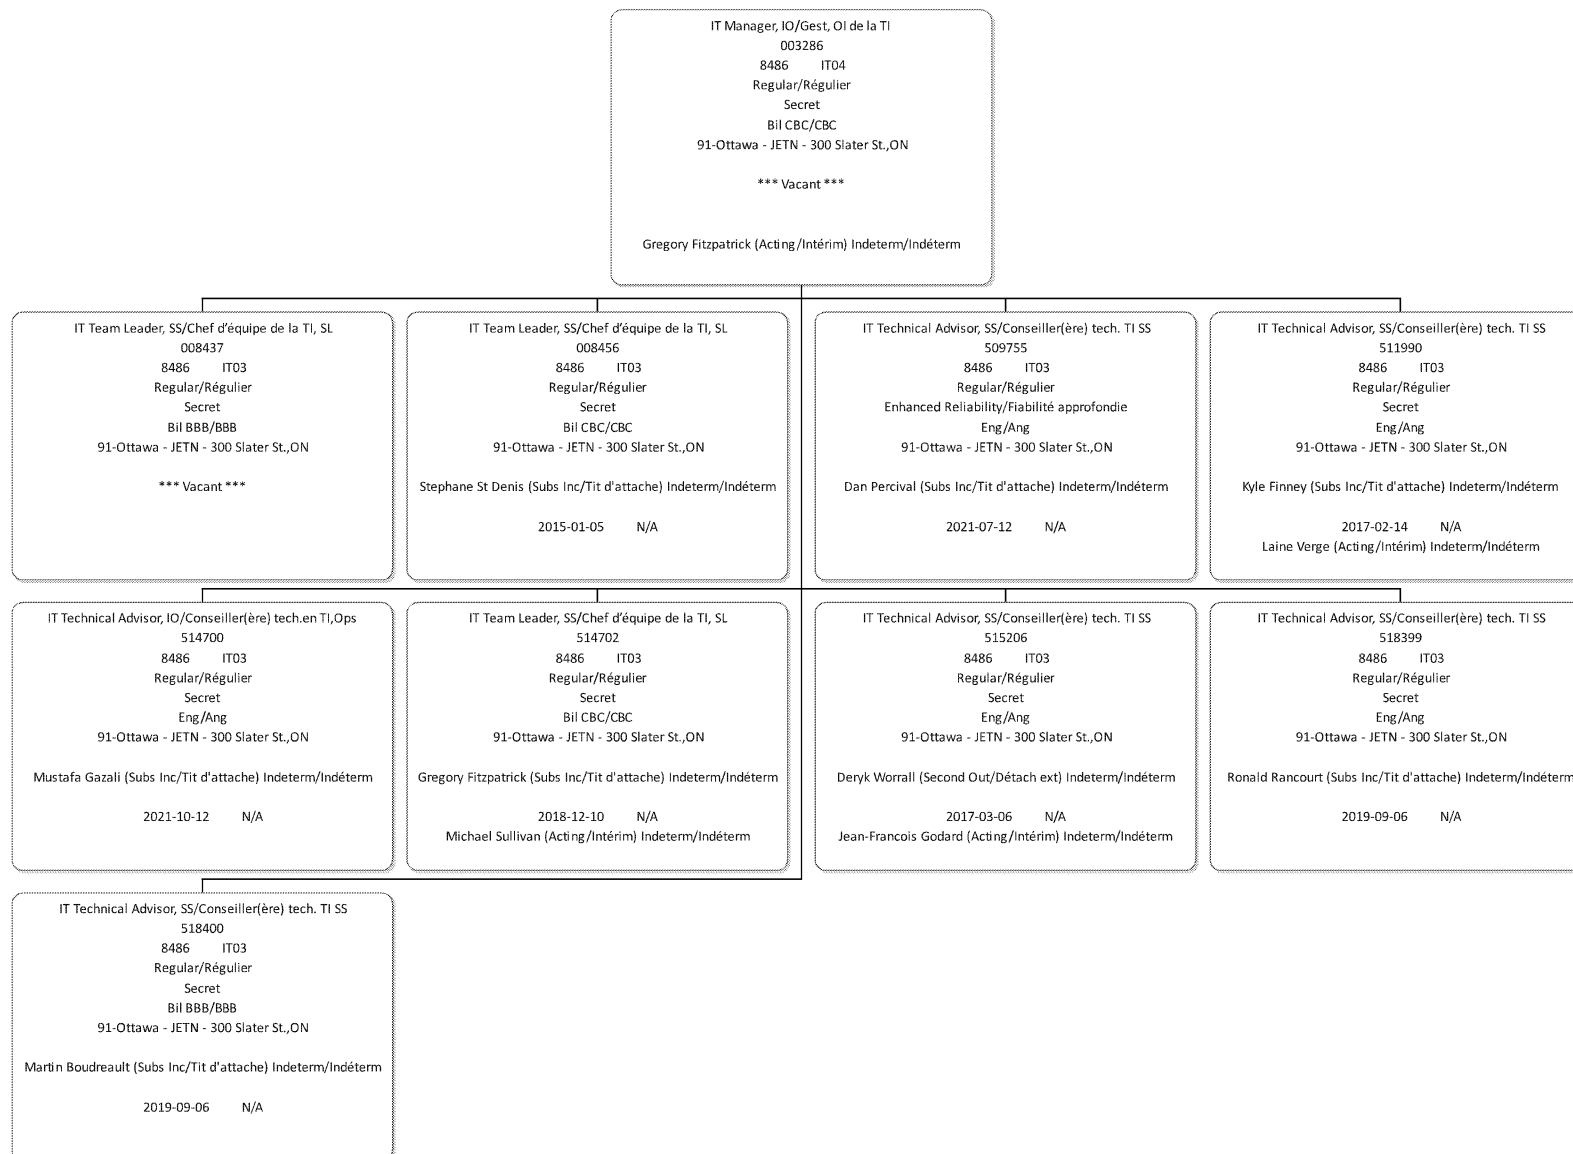 IT Manager, IO/Gest, OI de la TI
003286
8486 IT04
Regular/Régulier
Secret
Bil CBC/CBC
91-Ottawa - JETN - 300 Slater St.,ON
*** Vacant ***
Gregory Fitzpatrick (Acting/Intérim) Indeterm/Indéterm
IT Team Leader, SS/Chef d’équipe de la TI, SL
008437
8486 IT03
Regular/Régulier
Secret
Bil BBB/BBB
91-Ottawa - JETN - 300 Slater St.,ON
*** Vacant ***
IT Team Leader, SS/Chef d’équipe de la TI, SL
008456
8486 IT03
Regular/Régulier
Secret
Bil CBC/CBC
91-Ottawa - JETN - 300 Slater St.,ON
Stephane St Denis (Subs Inc/Tit d'attache) Indeterm/Indéterm
2015-01-05 N/A
IT Technical Advisor, SS/Conseiller(ère) tech. TI SS
509755
8486 IT03
Regular/Régulier
Enhanced Reliability/Fiabilité approfondie
Eng/Ang
91-Ottawa - JETN - 300 Slater St.,ON
Dan Percival (Subs Inc/Tit d'attache) Indeterm/Indéterm
2021-07-12 N/A
IT Technical Advisor, SS/Conseiller(ère) tech. TI SS
511990
8486 IT03
Regular/Régulier
Secret
Eng/Ang
91-Ottawa - JETN - 300 Slater St.,ON
Kyle Finney (Subs Inc/Tit d'attache) Indeterm/Indéterm
2017-02-14 N/A
Laine Verge (Acting/Intérim) Indeterm/Indéterm
IT Technical Advisor, IO/Conseiller(ère) tech.en TI,Ops
514700
8486 IT03
Regular/Régulier
Secret
Eng/Ang
91-Ottawa - JETN - 300 Slater St.,ON
Mustafa Gazali (Subs Inc/Tit d'attache) Indeterm/Indéterm
2021-10-12 N/A
IT Team Leader, SS/Chef d’équipe de la TI, SL
514702
8486 IT03
Regular/Régulier
Secret
Bil CBC/CBC
91-Ottawa - JETN - 300 Slater St.,ON
Gregory Fitzpatrick (Subs Inc/Tit d'attache) Indeterm/Indéterm
2018-12-10 N/A
Michael Sullivan (Acting/Intérim) Indeterm/Indéterm
IT Technical Advisor, SS/Conseiller(ère) tech. TI SS
515206
8486 IT03
Regular/Régulier
Secret
Eng/Ang
91-Ottawa - JETN - 300 Slater St.,ON
Deryk Worrall (Second Out/Détach ext) Indeterm/Indéterm
2017-03-06 N/A
Jean-Francois Godard (Acting/Intérim) Indeterm/Indéterm
IT Technical Advisor, SS/Conseiller(ère) tech. TI SS
518399
8486 IT03
Regular/Régulier
Secret
Eng/Ang
91-Ottawa - JETN - 300 Slater St.,ON
Ronald Rancourt (Subs Inc/Tit d'attache) Indeterm/Indéterm
2019-09-06 N/A
IT Technical Advisor, SS/Conseiller(ère) tech. TI SS
518400
8486 IT03
Regular/Régulier
Secret
Bil BBB/BBB
91-Ottawa - JETN - 300 Slater St.,ON
Martin Boudreault (Subs Inc/Tit d'attache) Indeterm/Indéterm
2019-09-06 N/A